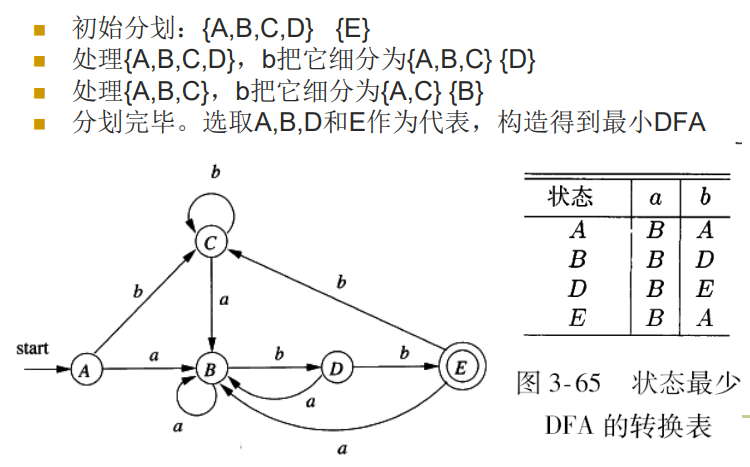 初始分划：{A,B,C,D} {E}
处理{A,B,C,D}，b把它细分为{A,B,C} {D}
处理{A,B,C}，b把它细分为{A,C} {B}
分划完毕。选取A,B,D和E作为代表，构造得到最小DFA
b
C
b
a
b
start
A
a
B
b
D
b
E
a
a
a
状态 a b
A B A
B B D
D B E
E B A
图 3-65 状态最少
DFA 的转换表